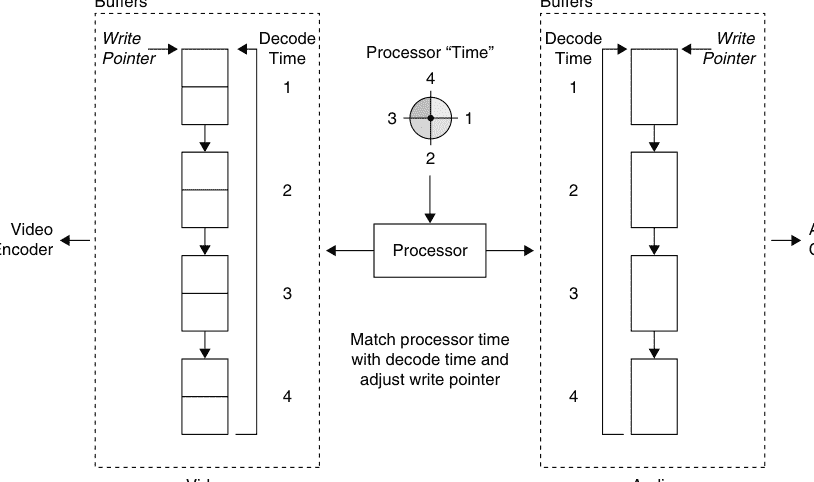 Buffers
Write
Pointer
Decode
Time
1
2
3
4
Video
Encoder
Processor “Time”
4
3
1
2
Processor
Match processor time
with decode time and
adjust write pointer
Buffers
Decode
Time
Write
Pointer
1
2
3
4